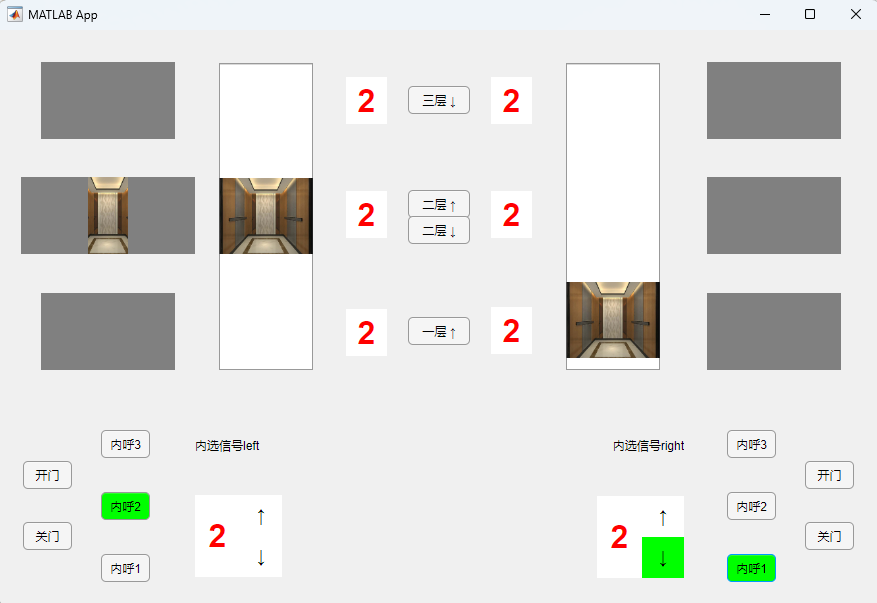 MATLAB App
2
三层↓
2
2
二层↑
2
二层↓
2
一层↑
2
内呼3
内选信号left
内选信号right
内呼3
开门
开门
内呼2
↑
↑
内呼2
2
2
关门
关门
↓
↓
内呼1
内呼1